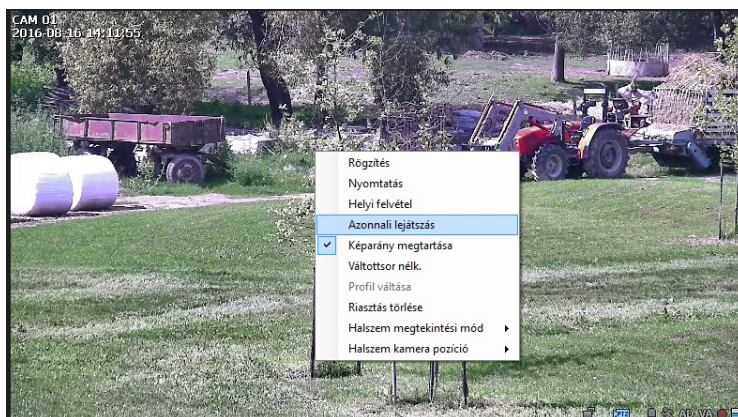 CAM 01
2016-08-16 14:11:55
Rögzítés
Nyomtatás
Helyi felvétel
Azonnali lejátszás
Képarány megtartása
Váltottsor nélk.
Profil váltása
Riasztás törlése
Halszem megtekintési mód
Halszem kamera pozíció
PTZ